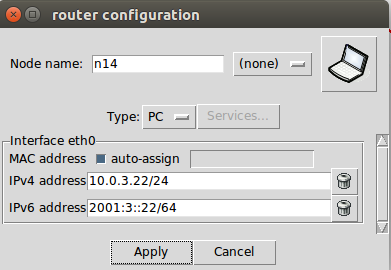 router configuration
Node name: n14 (none)
Type: PC Services...
Interface eth0
MAC address auto-assign
IPv4 address 10.0.3.22/24
IPv6 address 2001:3::22/64
Apply Cancel